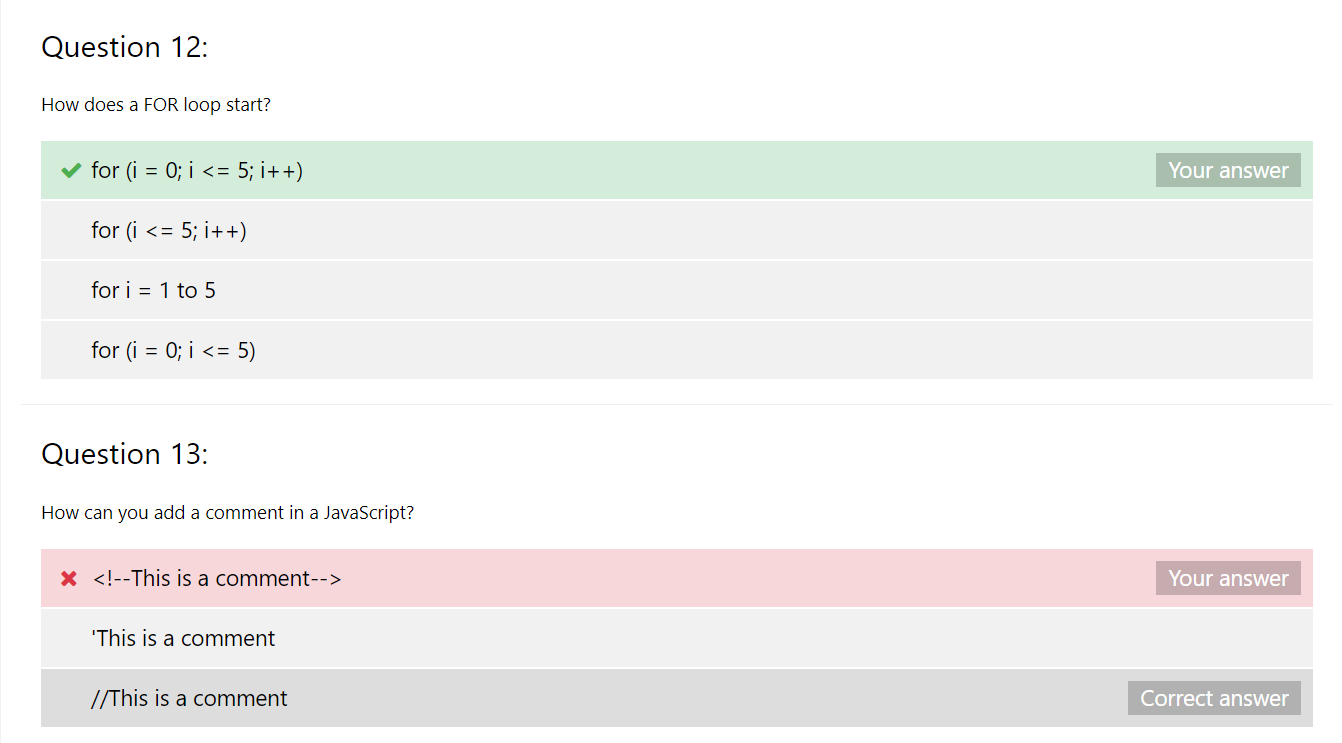 Question 12:
How does a FOR loop start?
for (i = 0; i <= 5; i++)
Your answer
for (i <= 5; i++)
for i = 1 to 5
for (i = 0; i <= 5)
Question 13:
How can you add a comment in a JavaScript?
<!--This is a comment-->
Your answer
'This is a comment
//This is a comment
Correct answer